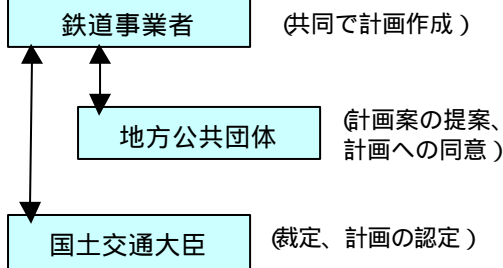 鉄道事業者 (共同で計画作成)
地方公共団体 (計画案の提案、
計画への同意)
国土交通大臣 (裁定、計画の認定)